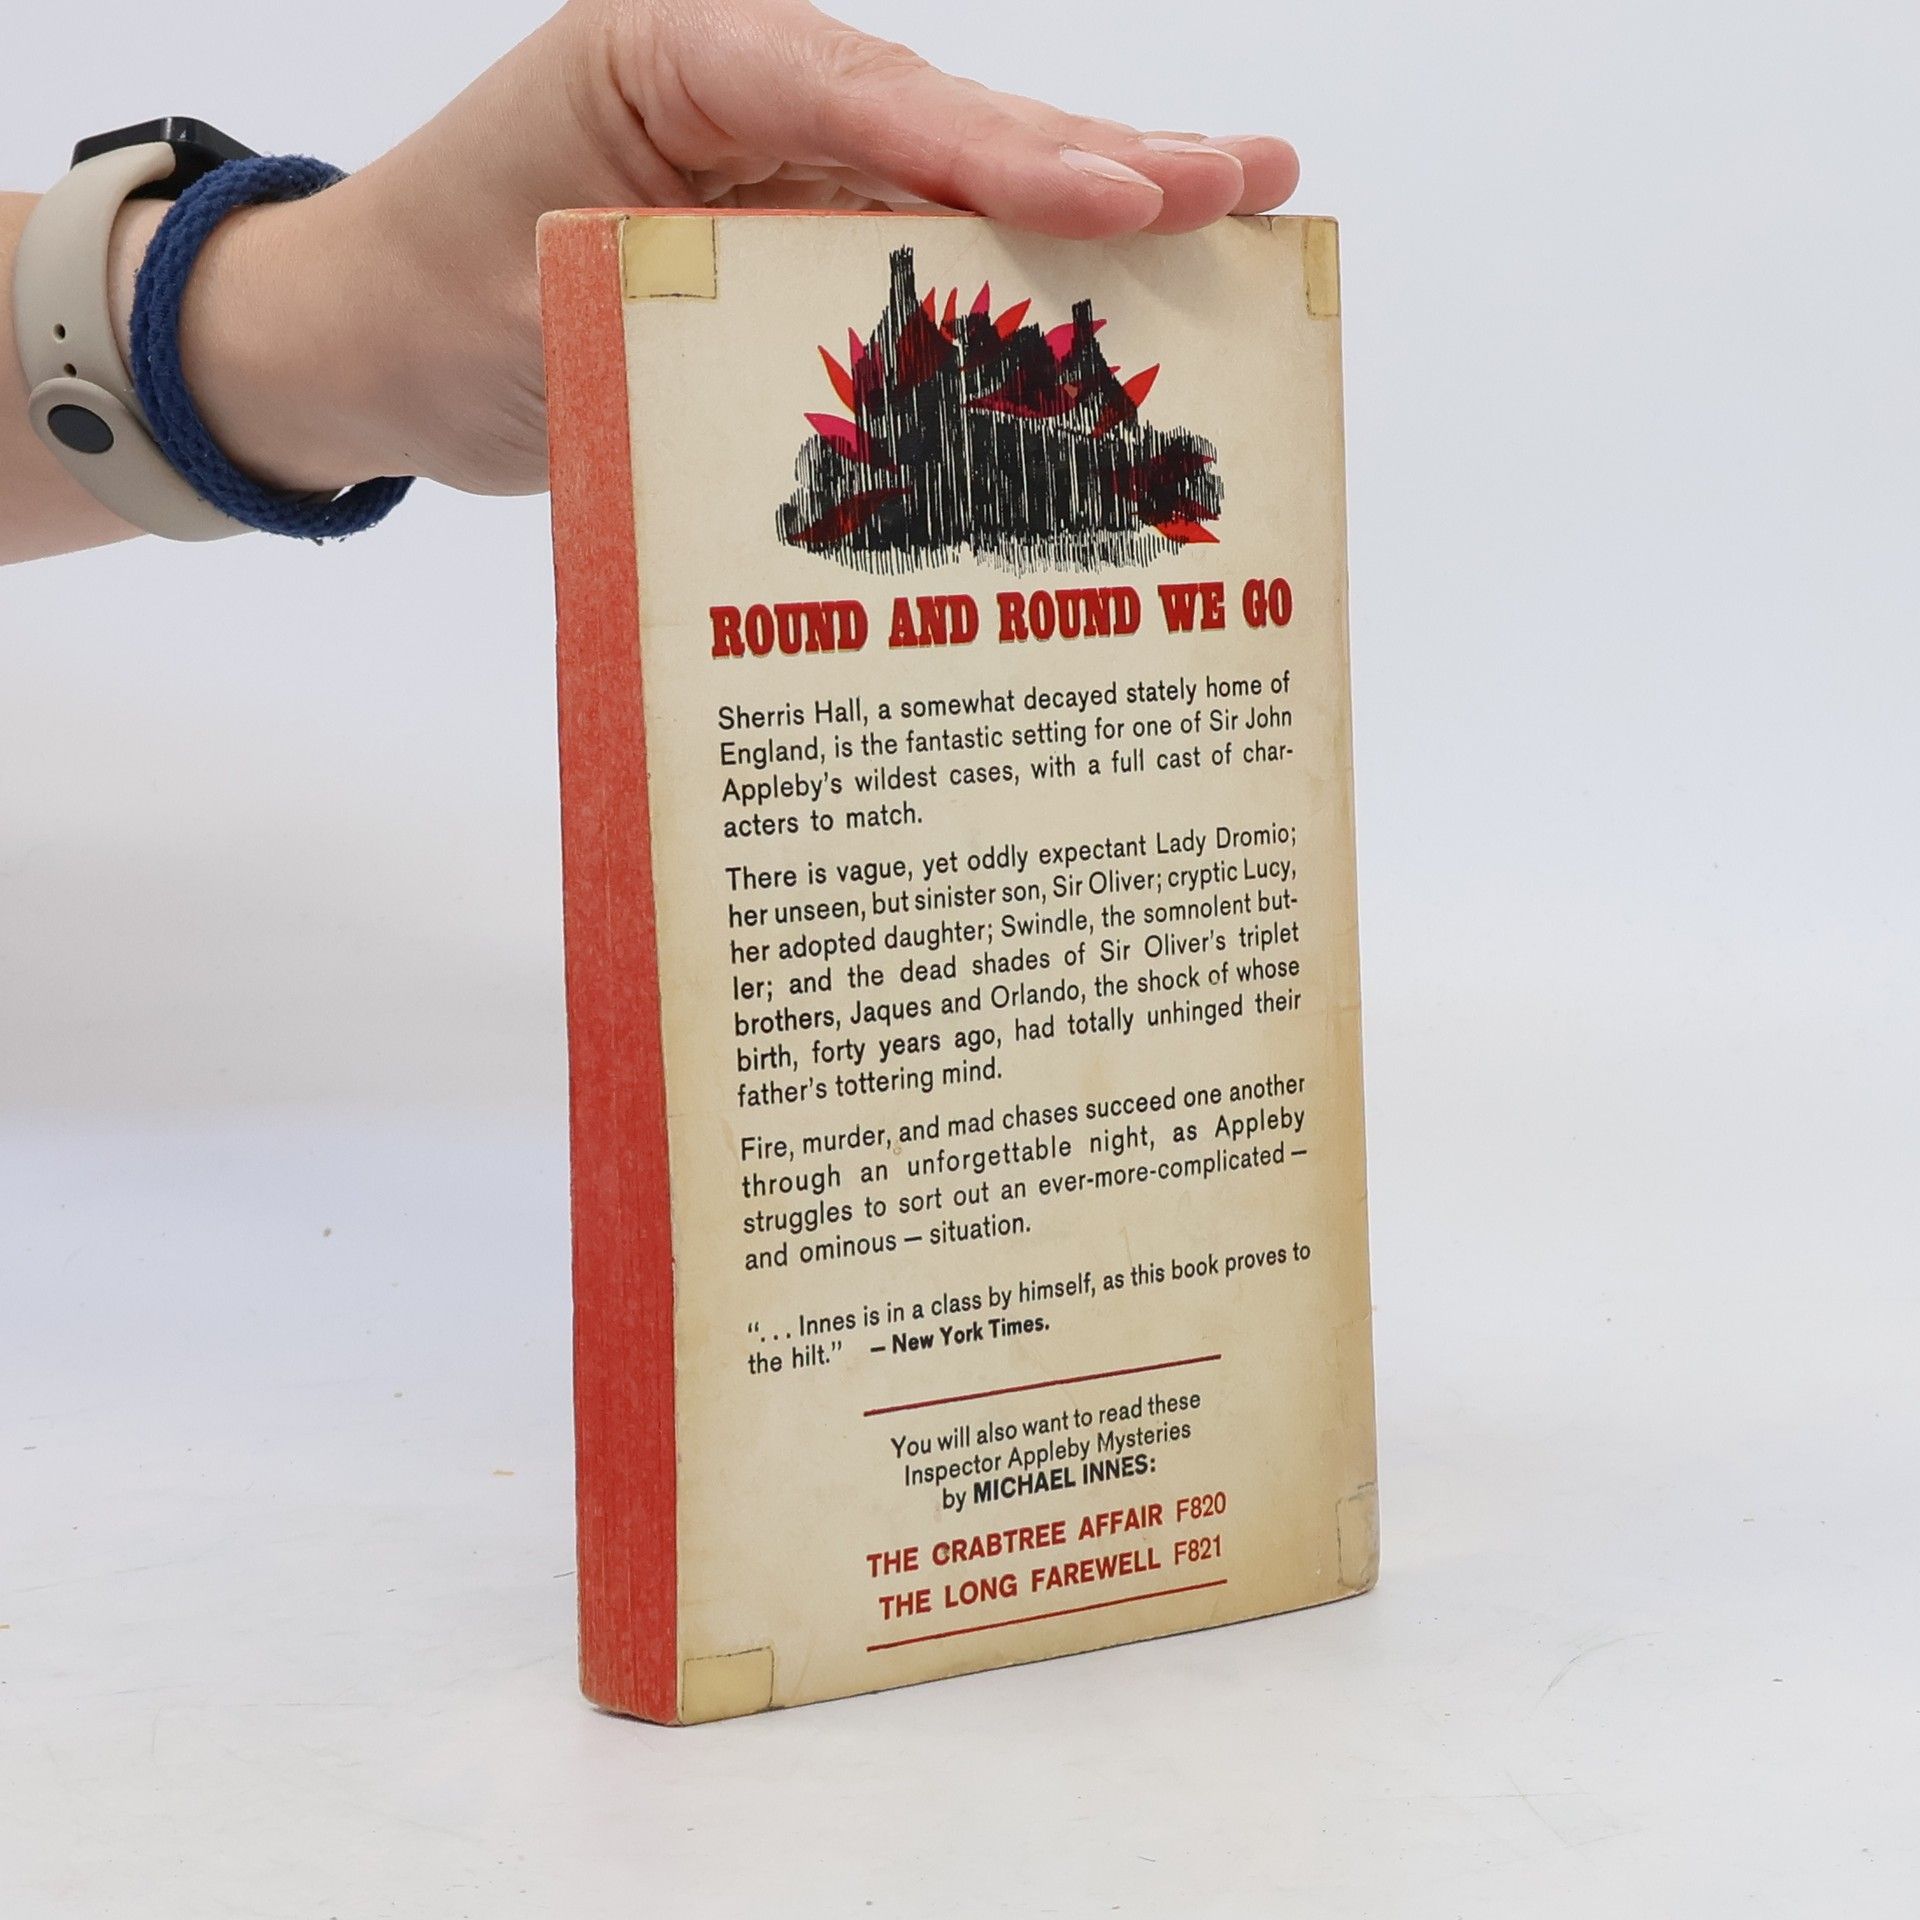 ROUND AND ROUND WE GO
Sherris Hall, a somewhat decayed stately home of
England, is the fantastic setting for one of Sir John
Appleby's wildest cases, with a full cast of char-
acters to match.
There is vague, yet oddly expectant Lady Dromio;
her unseen, but sinister son, Sir Oliver; cryptic Lucy,
her adopted daughter; Swindle, the somnolent but-
ler; and the dead shades of Sir Oliver's triplet
brothers, Jaques and Orlando, the shock of whose
birth, forty years ago, had totally unhinged their
father's tottering mind.
Fire, murder, and mad chases succeed one another
through an unforgettable night, as Appleby
struggles to sort out an ever-more-complicated —
and ominous — situation.
“. . . Innes is in a class by himself, as this book proves to
the hilt.” — New York Times.
You will also want to read these
Inspector Appleby Mysteries
by MICHAEL INNES:
THE CRABTREE AFFAIR F820
THE LONG FAREWELL F821